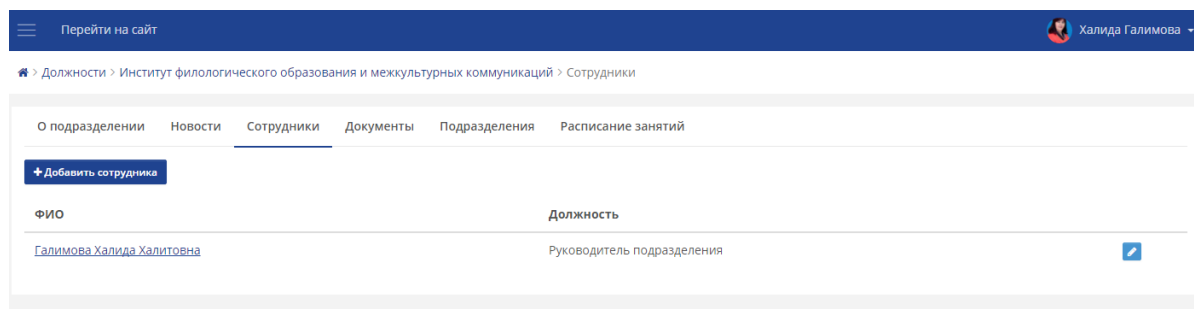 Перейти на сайт
Халида Галимова
> Должности > Институт филологического образования и межкультурных коммуникаций > Сотрудники
О подразделении Новости Сотрудники Документы Подразделения Расписание занятий
+ Добавить сотрудника
ФИО Должность
Галимова Халида Халитовна Руководитель подразделения